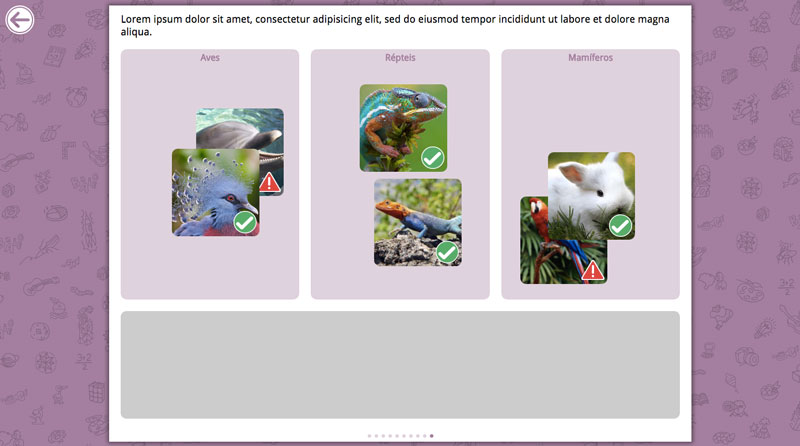 Lorem ipsum dolor sit amet, consectetur adipisicing elit, sed do eiusmod tempor incididunt ut labore et dolore magna
aliqua.
Aves
Répteis
Mamíferos